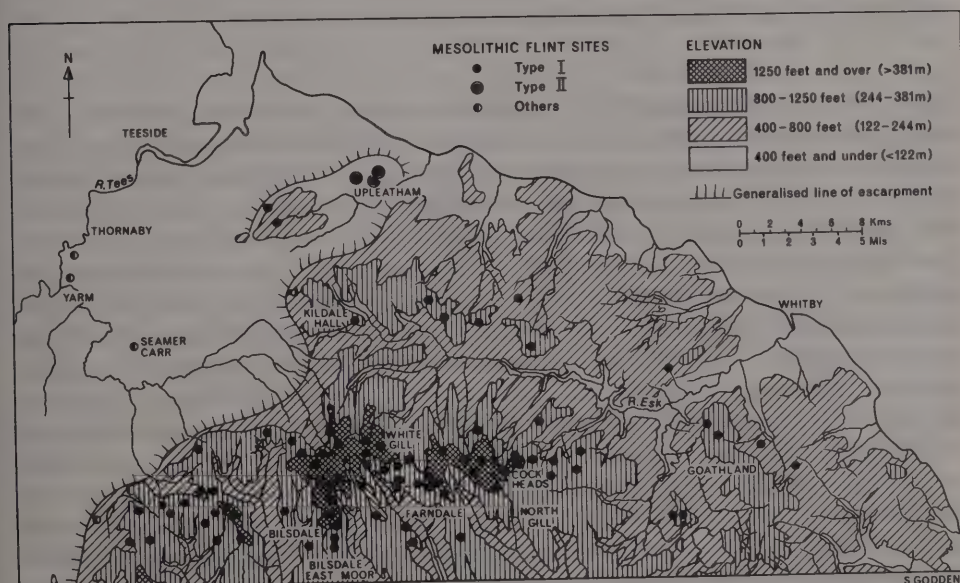 MESOLITHIC FLINT SITES
Type I
Type II
Others
ELEVATION
1250 feet and over (>381m)
800-1250 feet (244-381m)
400-800 feet (122-244m)
400 feet and under (<122m)
Generalised line of escarpment
0 2 4 6 8 Kms
0 1 2 3 4 5 Mls
N
TEESIDE
R. Tees
UPLEATHAM
THORNABY
YARM
WHITBY
KILDALE
HALL
SEAMER
CARR
R. Esk
WHITE
GILL
COCK
HEADS
GOATHLAND
FARNDALE
NORTH
GILL
BILSDALE
BILSDALE
EAST MOOR
S GODDEN